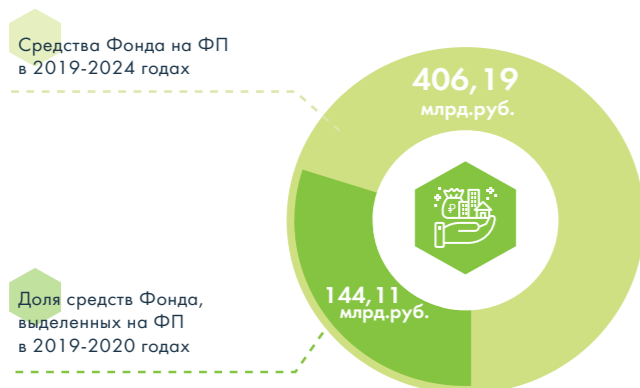 Средства Фонда на ФП
в 2019-2024 годах
406,19
млрд.руб.
₽
144,11
млрд.руб.
Доля средств Фонда,
выделенных на ФП
в 2019-2020 годах